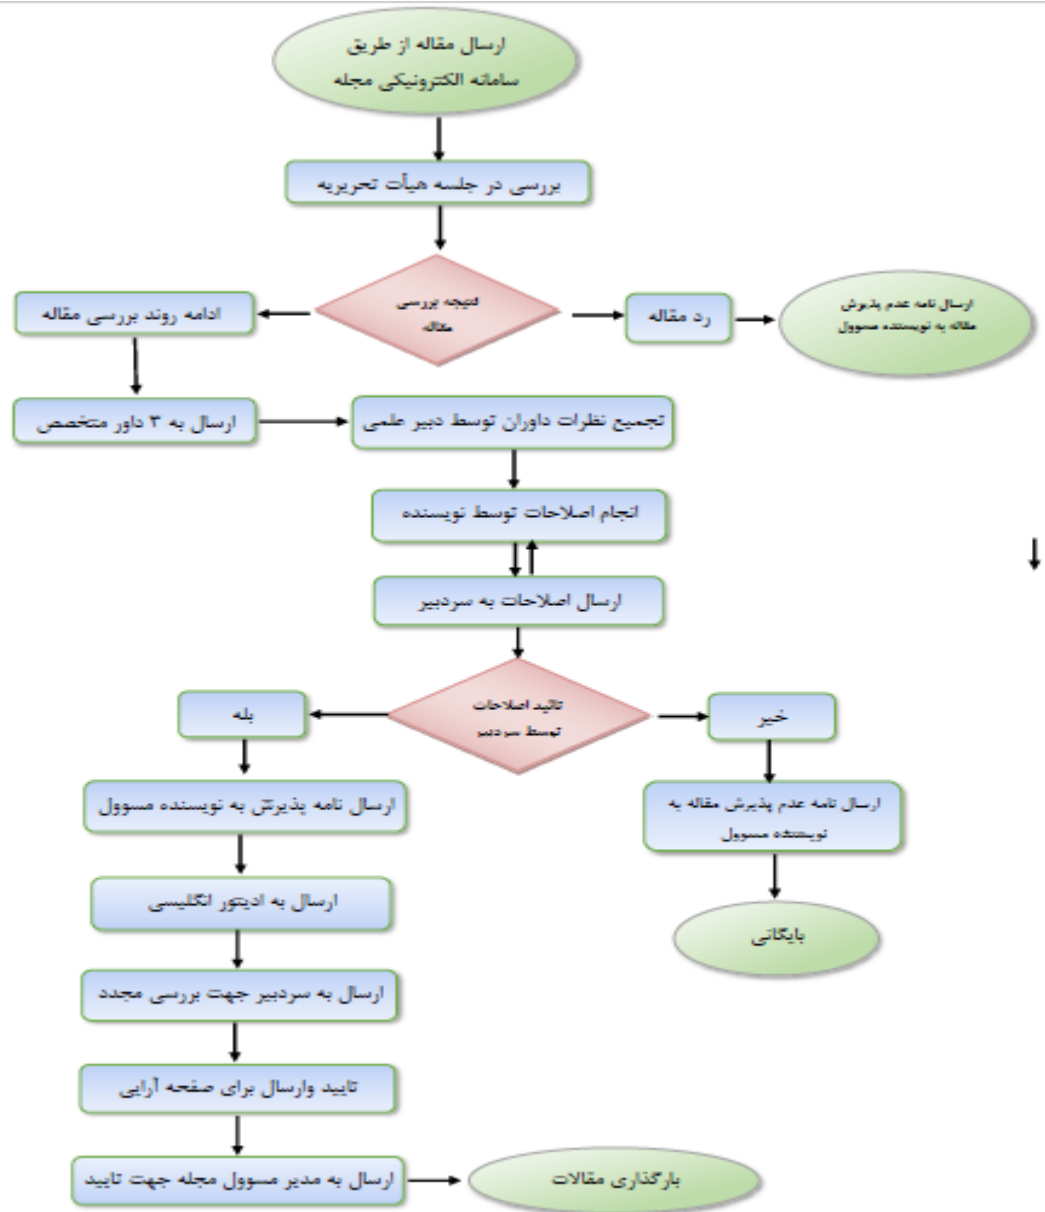 ارسال مقاله از طریق
سامانه الکترونیکی مجله
بررسی در جلسه هیأت تحریریه
نتیجه بررسی
مقاله
ادامه روند بررسی مقاله
رد مقاله
ارسال نامه عدم پذیرش
مقاله به نویسنده مسوول
ارسال به ۳ داور متخصص
تجمیع نظرات داوران توسط دبیر علمی
انجام اصلاحات توسط نویسنده
ارسال اصلاحات به سردبیر
تائید اصلاحات
توسط سردبیر
بله
خیر
ارسال نامه پذیرش به نویسنده مسوول
ارسال نامه عدم پذیرش مقاله به
نویسنده مسوول
ارسال به ادیتور انگلیسی
بایگانی
ارسال به سردبیر جهت بررسی مجدد
تایید وارسال برای صفحه آرایی
ارسال به مدیر مسوول مجله جهت تایید
بارگذاری مقالات